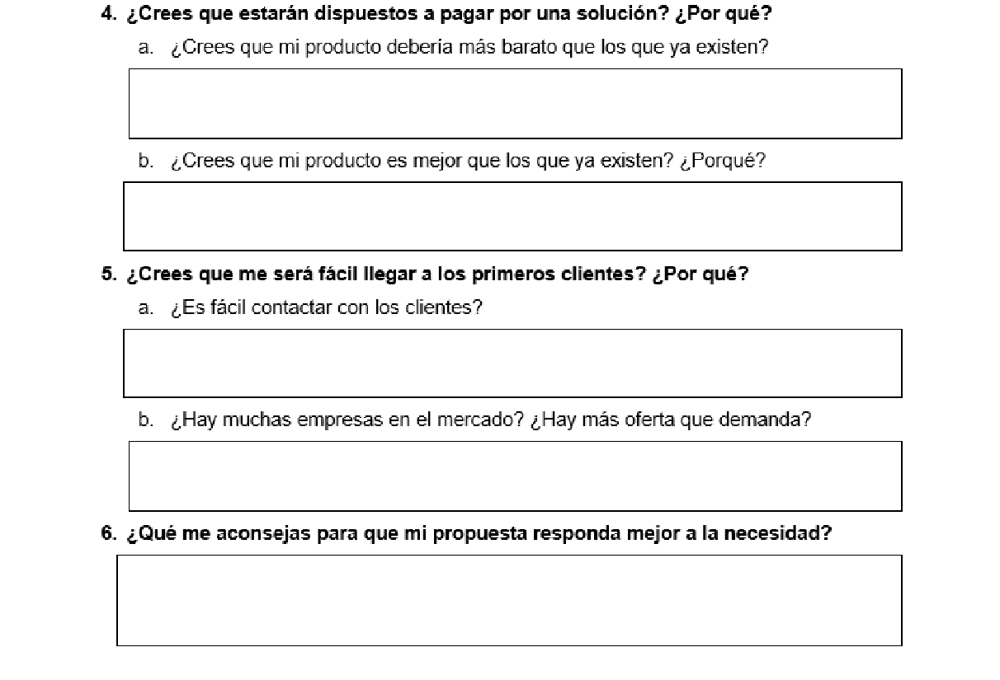 4. ¿Crees que estarán dispuestos a pagar por una solución? ¿Por qué?
a. ¿Crees que mi producto debería más barato que los que ya existen?
b. ¿Crees que mi producto es mejor que los que ya existen? ¿Porqué?
5. ¿Crees que me será fácil llegar a los primeros clientes? ¿Por qué?
a. ¿Es fácil contactar con los clientes?
b. ¿Hay muchas empresas en el mercado? ¿Hay más oferta que demanda?
6. ¿Qué me aconsejas para que mi propuesta responda mejor a la necesidad?